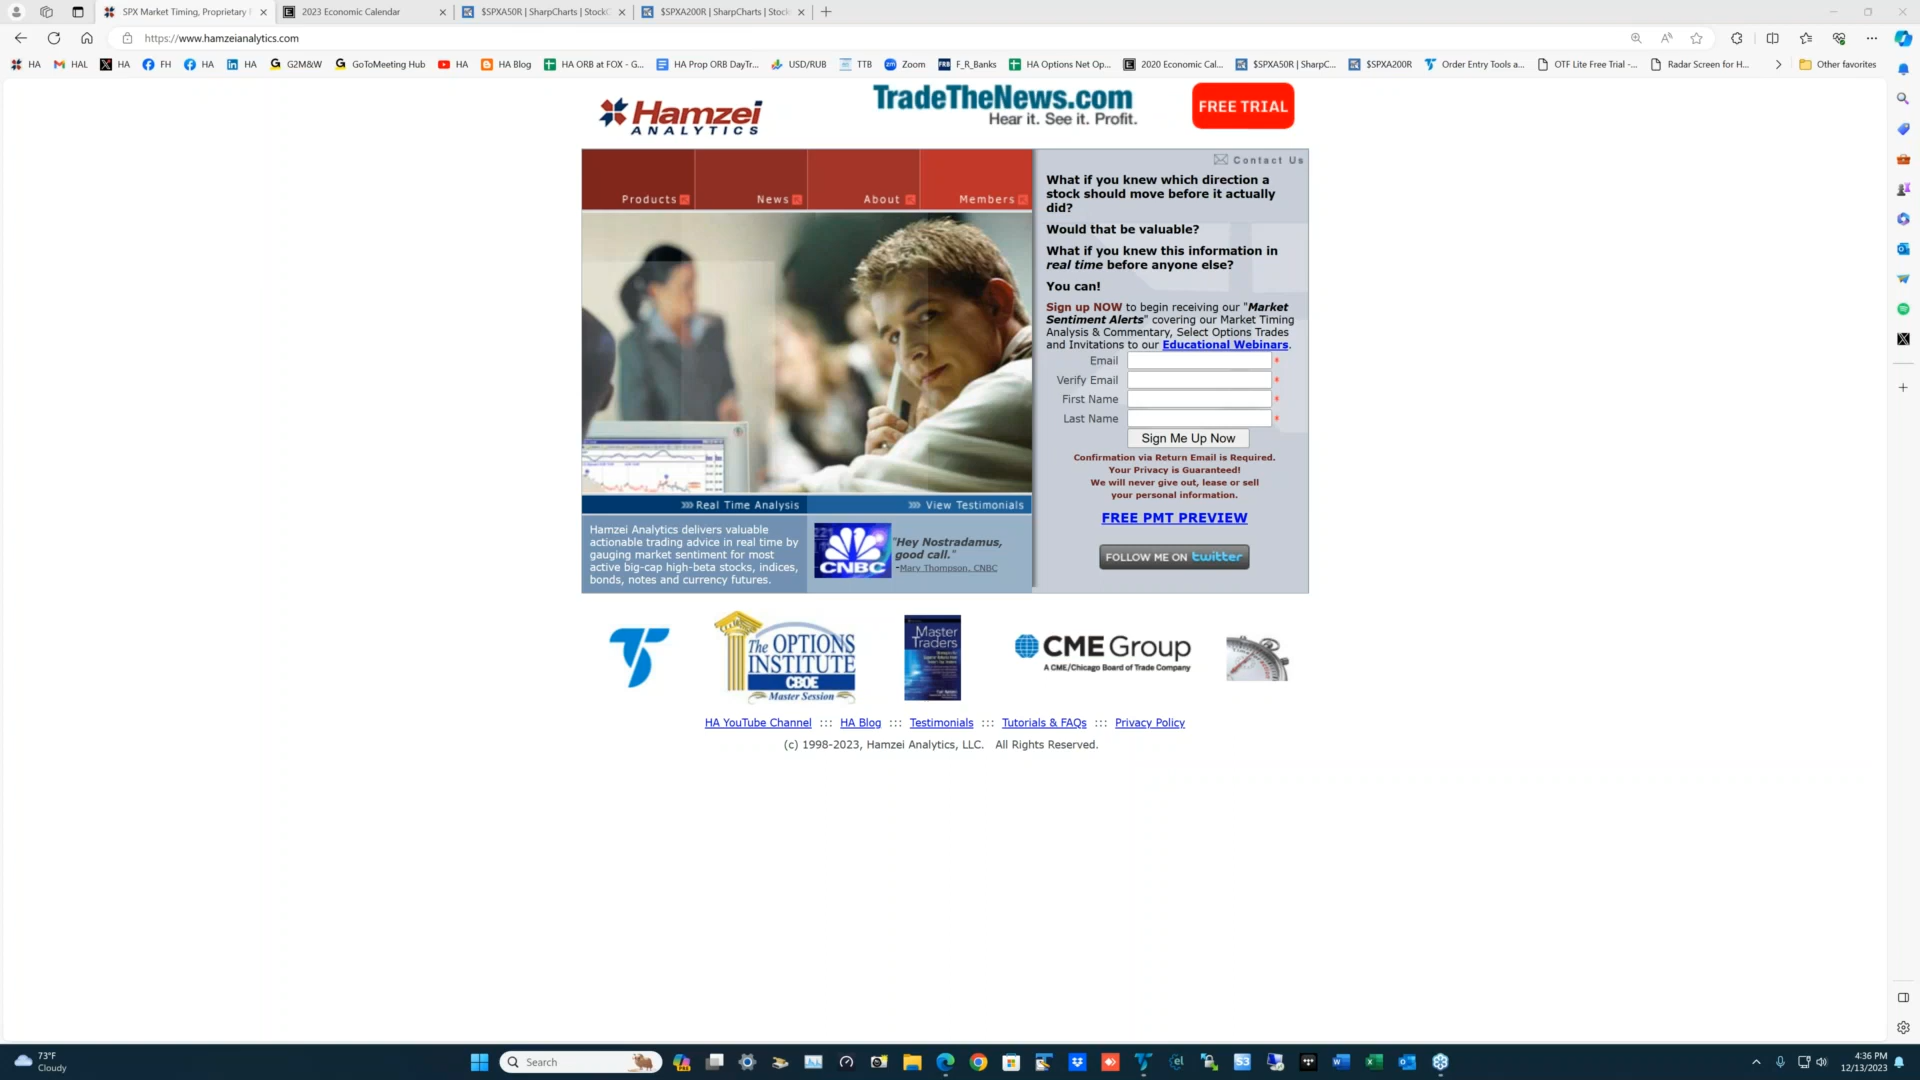 SPX Market Timing, Proprietary
2023 Economic Calendar
$SPXA50R | SharpCharts | StockC
$SPXA200R | SharpCharts | Stock
https://www.hamzeianalytics.com
HA
HAL
HA
FH
HA
HA
G2M&W
GoToMeeting Hub
HA
HA Blog
HA ORB at FOX - G...
HA Prop ORB DayTr...
USD/RUB
TTB
Zoom
F_R_Banks
HA Options Net Op...
2020 Economic Cal...
$SPXA50R | SharpC...
$SPXA200R
Order Entry Tools a...
OTF Lite Free Trial -...
Radar Screen for H...
Other favorites
Hamzei
ANALYTICS
TradeTheNews.com
Hear it. See it. Profit.
FREE TRIAL
Products
News
About
Members
Contact Us
What if you knew which direction a
stock should move before it actually
did?
Would that be valuable?
What if you knew this information in
real time before anyone else?
You can!
Sign up NOW to begin receiving our "Market
Sentiment Alerts" covering our Market Timing
Analysis & Commentary, Select Options Trades
and Invitations to our Educational Webinars.
Email *
Verify Email *
First Name *
Last Name *
Sign Me Up Now
Confirmation via Return Email is Required.
Your Privacy is Guaranteed!
We will never give out, lease or sell
your personal information.
FREE PMT PREVIEW
FOLLOW ME ON twitter
Real Time Analysis
View Testimonials
Hamzei Analytics delivers valuable
actionable trading advice in real time by
gauging market sentiment for most
active big-cap high-beta stocks, indices,
bonds, notes and currency futures.
CNBC
"Hey Nostradamus,
good call."
-Mary Thompson, CNBC
The OPTIONS
INSTITUTE
CBOE
Master Session
Master
Traders
CME Group
A CME/Chicago Board of Trade Company
HA YouTube Channel ::: HA Blog ::: Testimonials ::: Tutorials & FAQs ::: Privacy Policy
(c) 1998-2023, Hamzei Analytics, LLC. All Rights Reserved.
73°F
Cloudy
Search
4:36 PM
12/13/2023